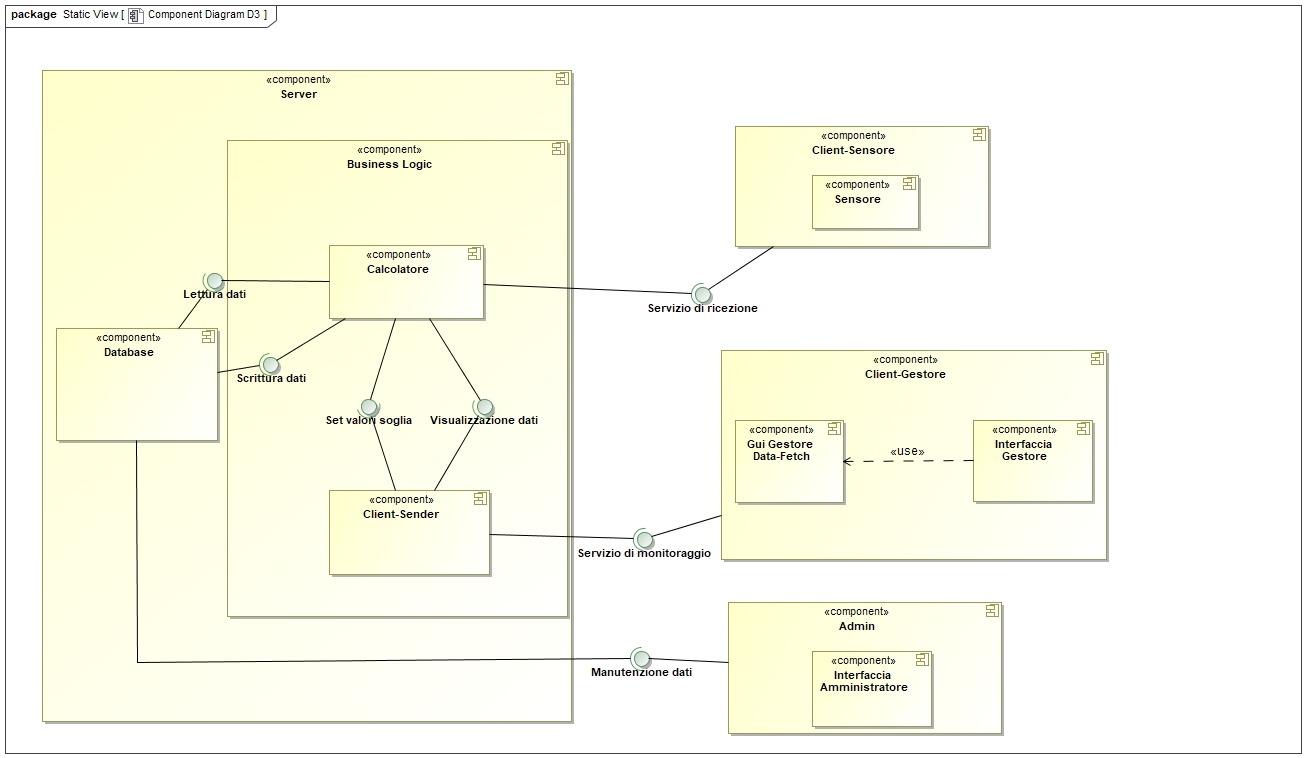 package Static View [ Component Diagram D3 ]
«component»
Server
«component»
Business Logic
«component»
Calcolatore
Lettura dati
«component»
Database
Scrittura dati
Set valori soglia
Visualizzazione dati
«component»
Client-Sender
«component»
Client-Sensore
«component»
Sensore
Servizio di ricezione
«component»
Client-Gestore
«component»
Gui Gestore
Data-Fetch
«use»
«component»
Interfaccia
Gestore
Servizio di monitoraggio
«component»
Admin
«component»
Interfaccia
Amministratore
Manutenzione dati